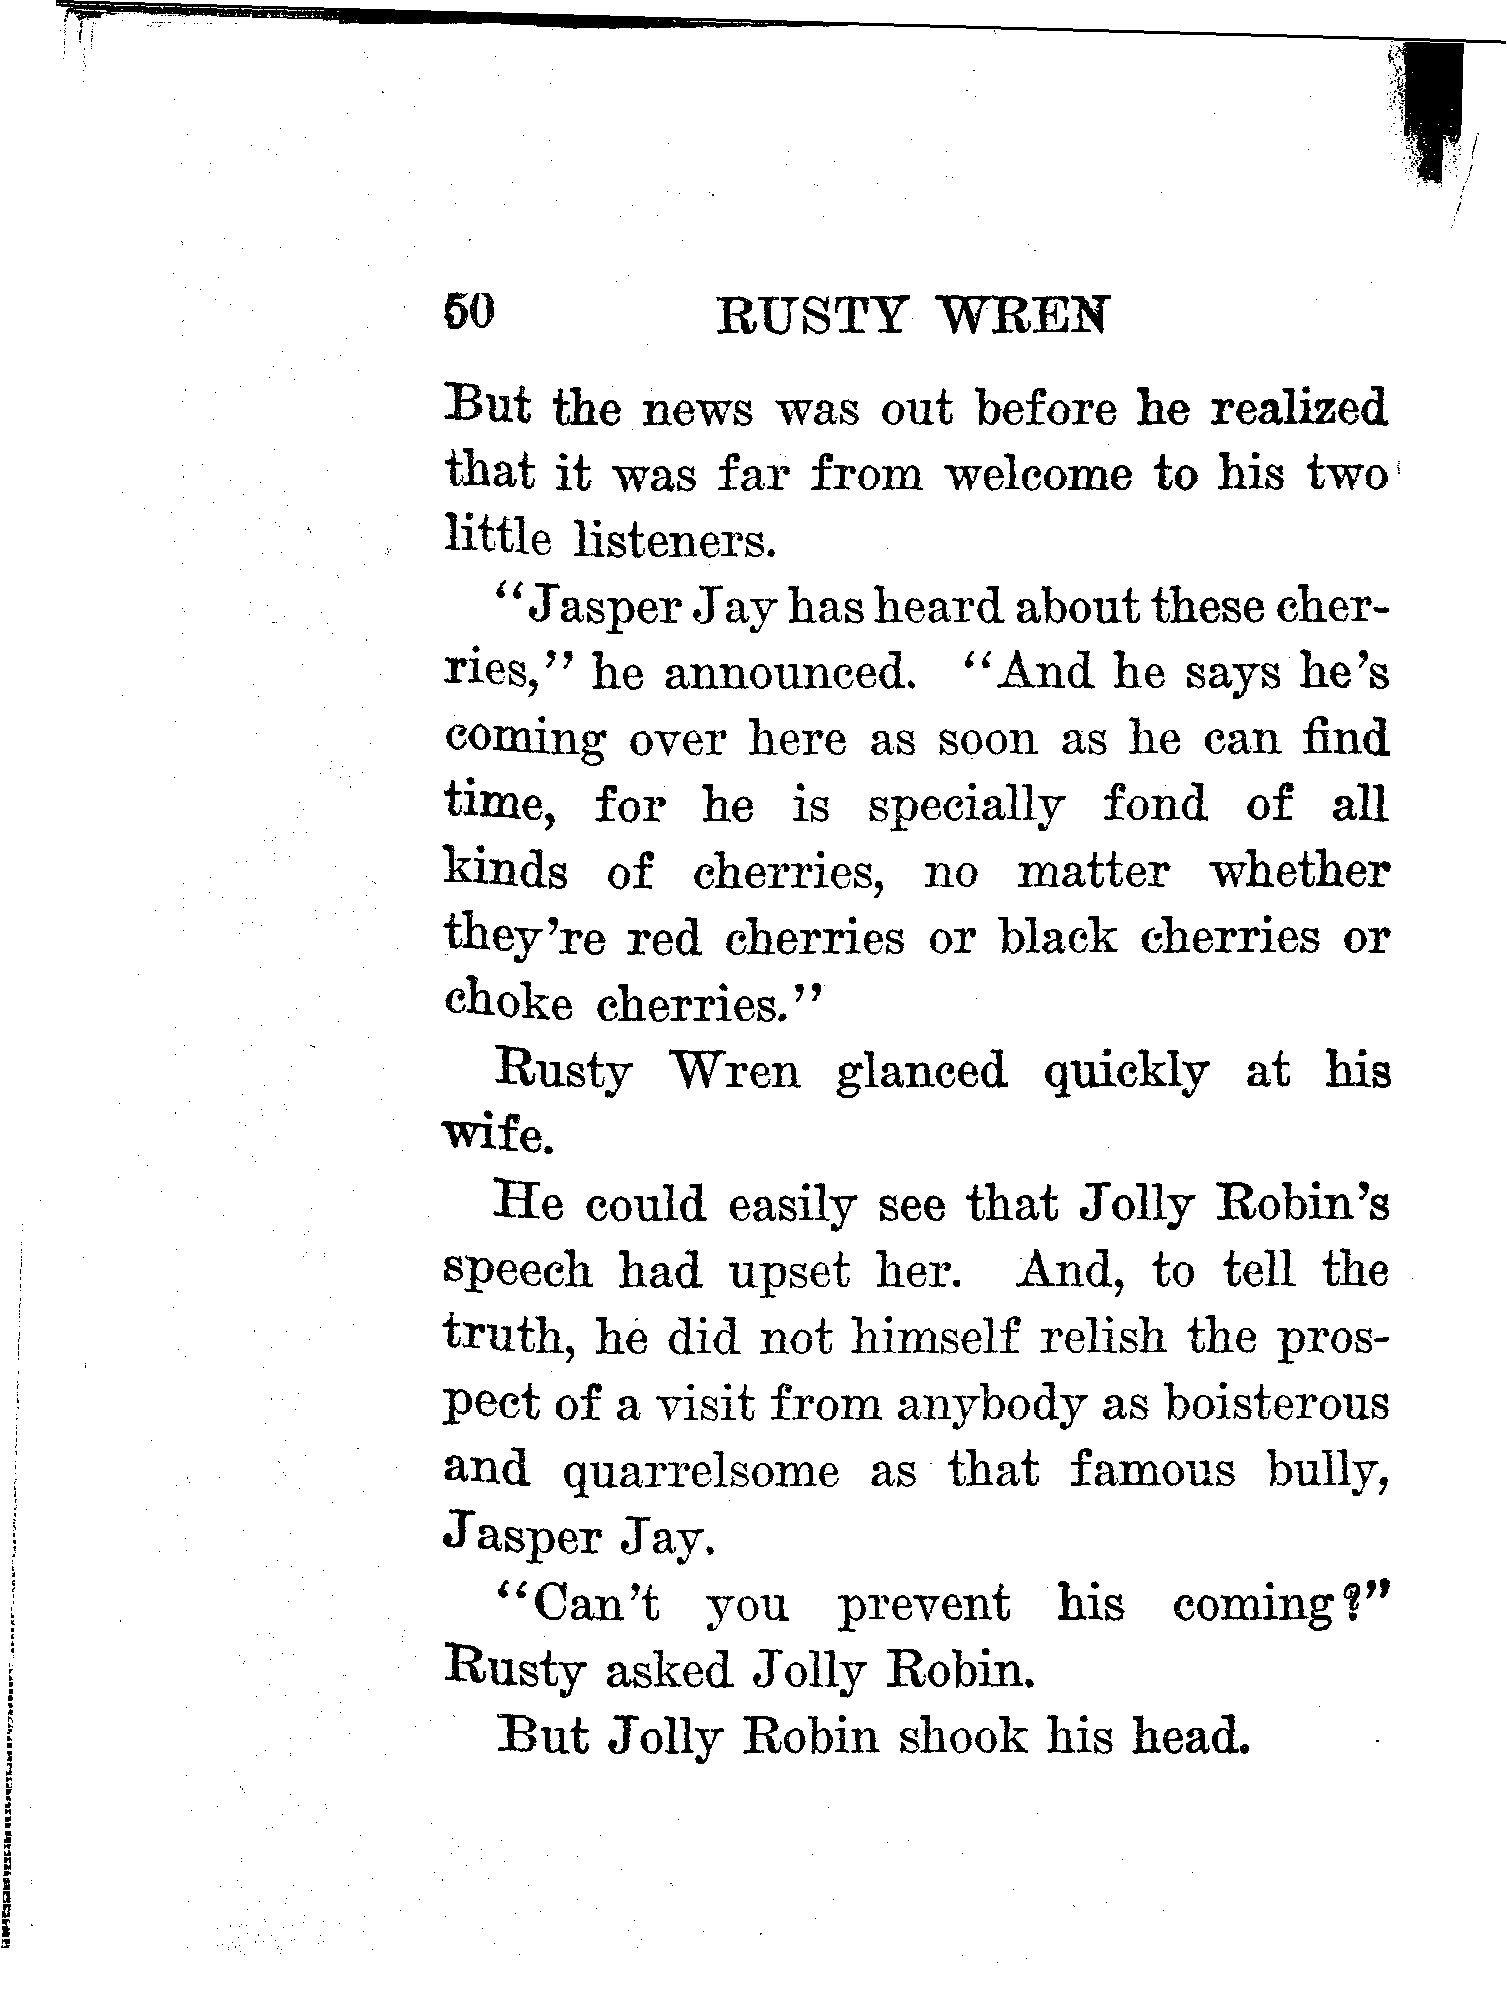 50 RUSTY WREN
But the news was out before he realized
that it was far from welcome to his two
little listeners.
"Jasper Jay has heard about these cher-
ries," he announced. "And he says he's
coming over here as soon as he can find
time, for he is specially fond of all
kinds of cherries, no matter whether
they're red cherries or black cherries or
choke cherries."
Rusty Wren glanced quickly at his
wife.
He could easily see that Jolly Robin's
speech had upset her. And, to tell the
truth, he did not himself relish the pros-
pect of a visit from anybody as boisterous
and quarrelsome as that famous bully,
Jasper Jay.
"Can't you prevent his coming?"
Rusty asked Jolly Robin.
But Jolly Robin shook his head.